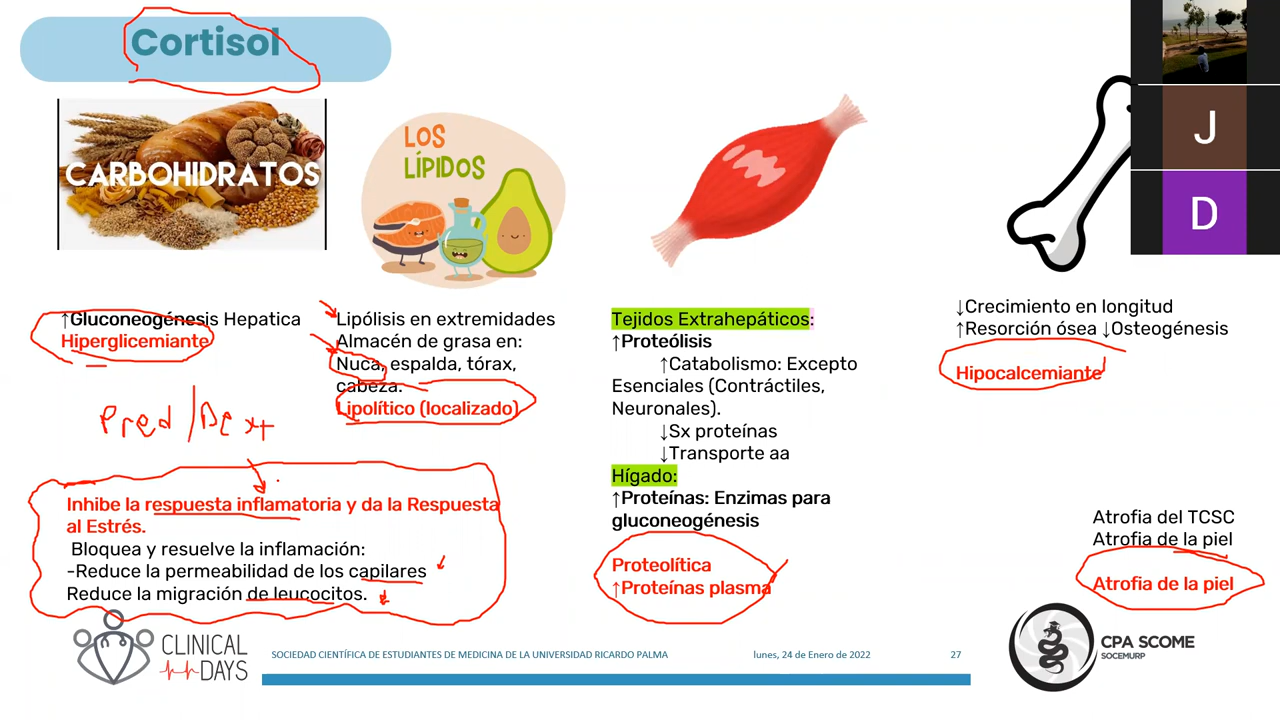 Cortisol
CARBOHIDRATOS
LOS
LÍPIDOS
J
D
↑Gluconeogénesis Hepatica
Hiperglicemiante
Pred / Dext
Lipólisis en extremidades
Almacén de grasa en:
Nuca, espalda, tórax,
cabeza.
Lipolítico (localizado)
Tejidos Extrahepáticos:
↑Proteólisis
↑Catabolismo: Excepto
Esenciales (Contráctiles,
Neuronales).
↓Sx proteínas
↓Transporte aa
Hígado:
↑Proteínas: Enzimas para
gluconeogénesis
Proteolítica
↑Proteínas plasma
↓Crecimiento en longitud
↑Resorción ósea ↓Osteogénesis
Hipocalcemiante
Inhibe la respuesta inflamatoria y da la Respuesta
al Estrés.
Bloquea y resuelve la inflamación:
-Reduce la permeabilidad de los capilares
Reduce la migración de leucocitos.
Atrofia del TCSC
Atrofia de la piel
Atrofia de la piel
CLINICAL
DAYS
SOCIEDAD CIENTÍFICA DE ESTUDIANTES DE MEDICINA DE LA UNIVERSIDAD RICARDO PALMA
lunes, 24 de Enero de 2022
27
CPA SCOME
SOCEMURP